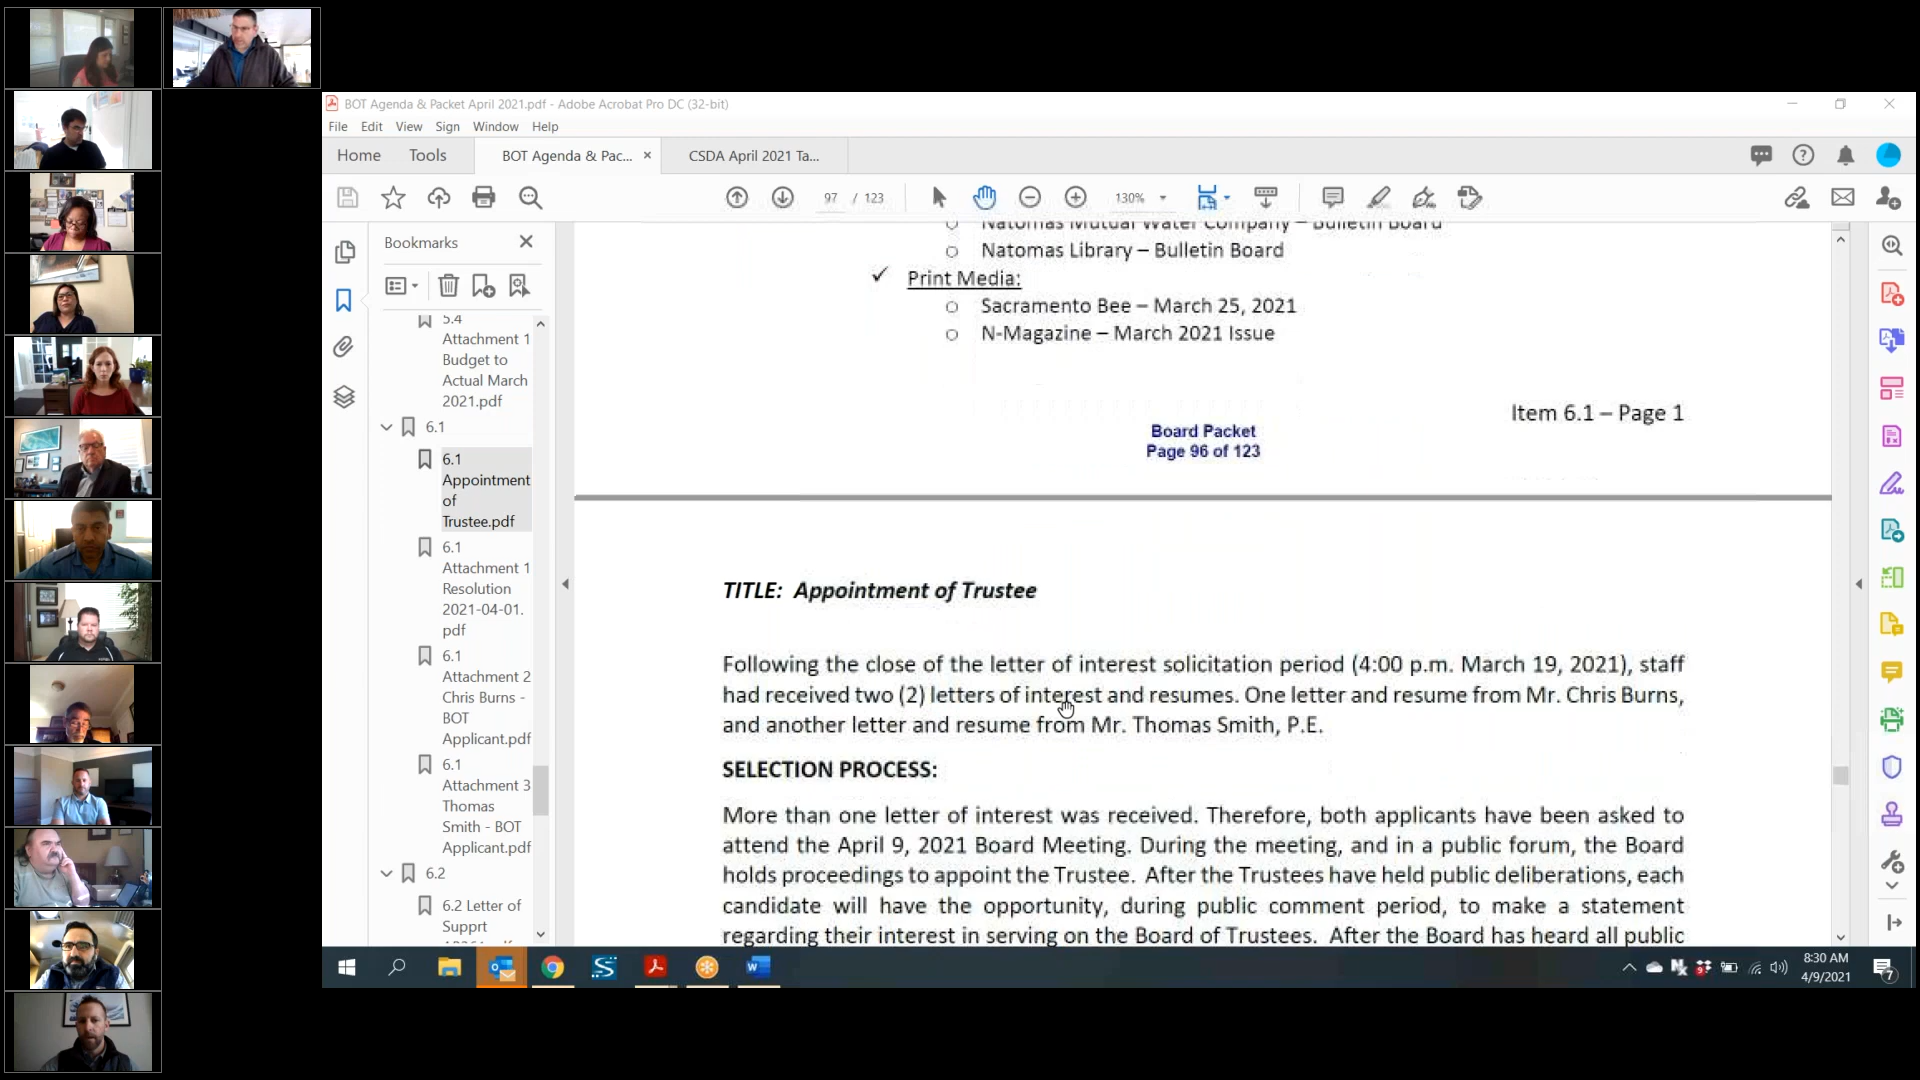 BOT Agenda & Packet April 2021.pdf - Adobe Acrobat Pro DC (32-bit)
File Edit View Sign Window Help
Home Tools BOT Agenda & Pac... × CSDA April 2021 Ta...
97 / 123 130%
Bookmarks
5.4
Attachment 1
Budget to
Actual March
2021.pdf
6.1
6.1
Appointment
of
Trustee.pdf
6.1
Attachment 1
Resolution
2021-04-01.
pdf
6.1
Attachment 2
Chris Burns -
BOT
Applicant.pdf
6.1
Attachment 3
Thomas
Smith - BOT
Applicant.pdf
6.2
6.2 Letter of
Supprt
Natomas Mutual Water Company – Bulletin Board
Natomas Library – Bulletin Board
✓ Print Media:
Sacramento Bee – March 25, 2021
N-Magazine – March 2021 Issue
Item 6.1 – Page 1
Board Packet
Page 96 of 123
TITLE: Appointment of Trustee
Following the close of the letter of interest solicitation period (4:00 p.m. March 19, 2021), staff
had received two (2) letters of interest and resumes. One letter and resume from Mr. Chris Burns,
and another letter and resume from Mr. Thomas Smith, P.E.
SELECTION PROCESS:
More than one letter of interest was received. Therefore, both applicants have been asked to
attend the April 9, 2021 Board Meeting. During the meeting, and in a public forum, the Board
holds proceedings to appoint the Trustee. After the Trustees have held public deliberations, each
candidate will have the opportunity, during public comment period, to make a statement
regarding their interest in serving on the Board of Trustees. After the Board has heard all public
8:30 AM
4/9/2021
7